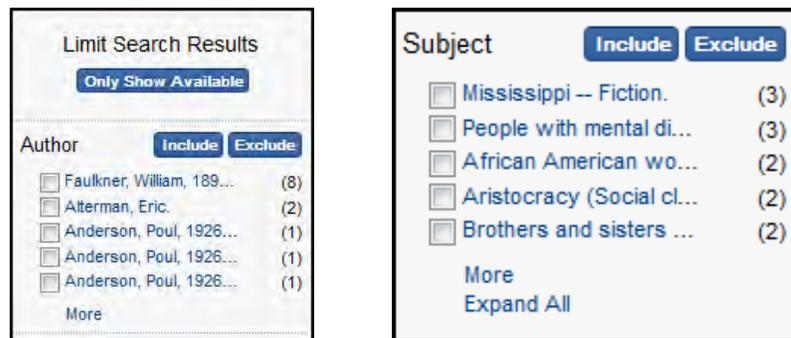 Limit Search Results
Only Show Available
Author Include Exclude
Faulkner, William, 189... (8)
Alterman, Eric. (2)
Anderson, Poul, 1926... (1)
Anderson, Poul, 1926... (1)
Anderson, Poul, 1926... (1)
More
Subject Include Exclude
Mississippi -- Fiction. (3)
People with mental di... (3)
African American wo... (2)
Aristocracy (Social cl... (2)
Brothers and sisters ... (2)
More
Expand All